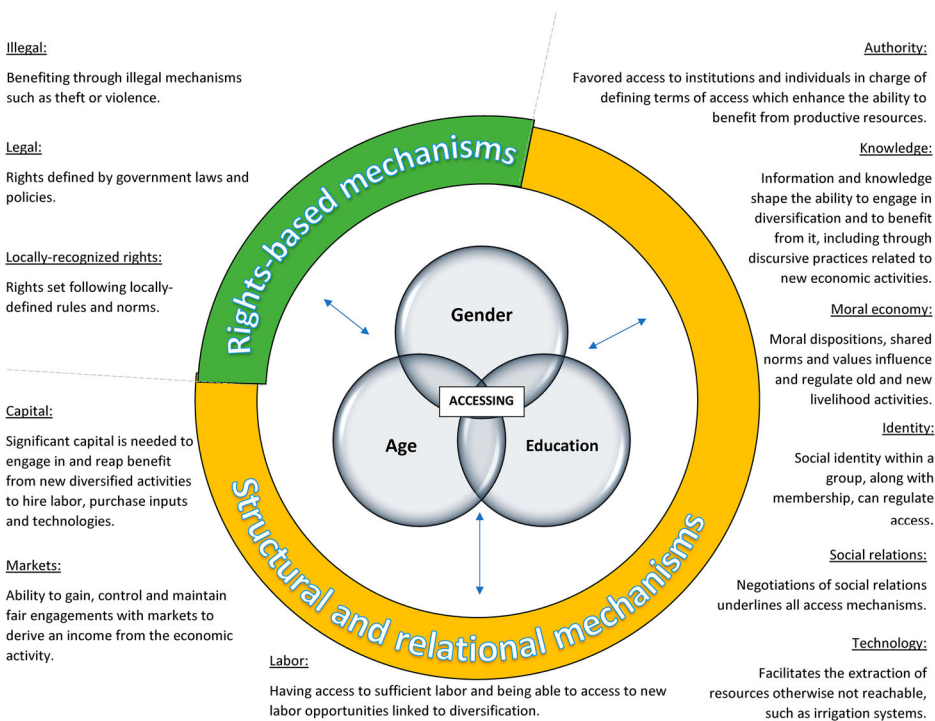 Illegal:
Benefiting through illegal mechanisms
such as theft or violence.
Legal:
Rights defined by government laws and
policies.
Locally-recognized rights:
Rights set following locally-
defined rules and norms.
Capital:
Significant capital is needed to
engage in and reap benefit
from new diversified activities
to hire labor, purchase inputs
and technologies.
Markets:
Ability to gain, control and maintain
fair engagements with markets to
derive an income from the economic
activity.
Rights-based mechanisms
Gender
ACCESSING
Age
Education
Structural and relational mechanisms
Labor:
Having access to sufficient labor and being able to access to new
labor opportunities linked to diversification.
Authority:
Favored access to institutions and individuals in charge of
defining terms of access which enhance the ability to
benefit from productive resources.
Knowledge:
Information and knowledge
shape the ability to engage in
diversification and to benefit
from it, including through
discursive practices related to
new economic activities.
Moral economy:
Moral dispositions, shared
norms and values influence
and regulate old and new
livelihood activities.
Identity:
Social identity within a
group, along with
membership, can regulate
access.
Social relations:
Negotiations of social relations
underlines all access mechanisms.
Technology:
Facilitates the extraction of
resources otherwise not reachable,
such as irrigation systems.